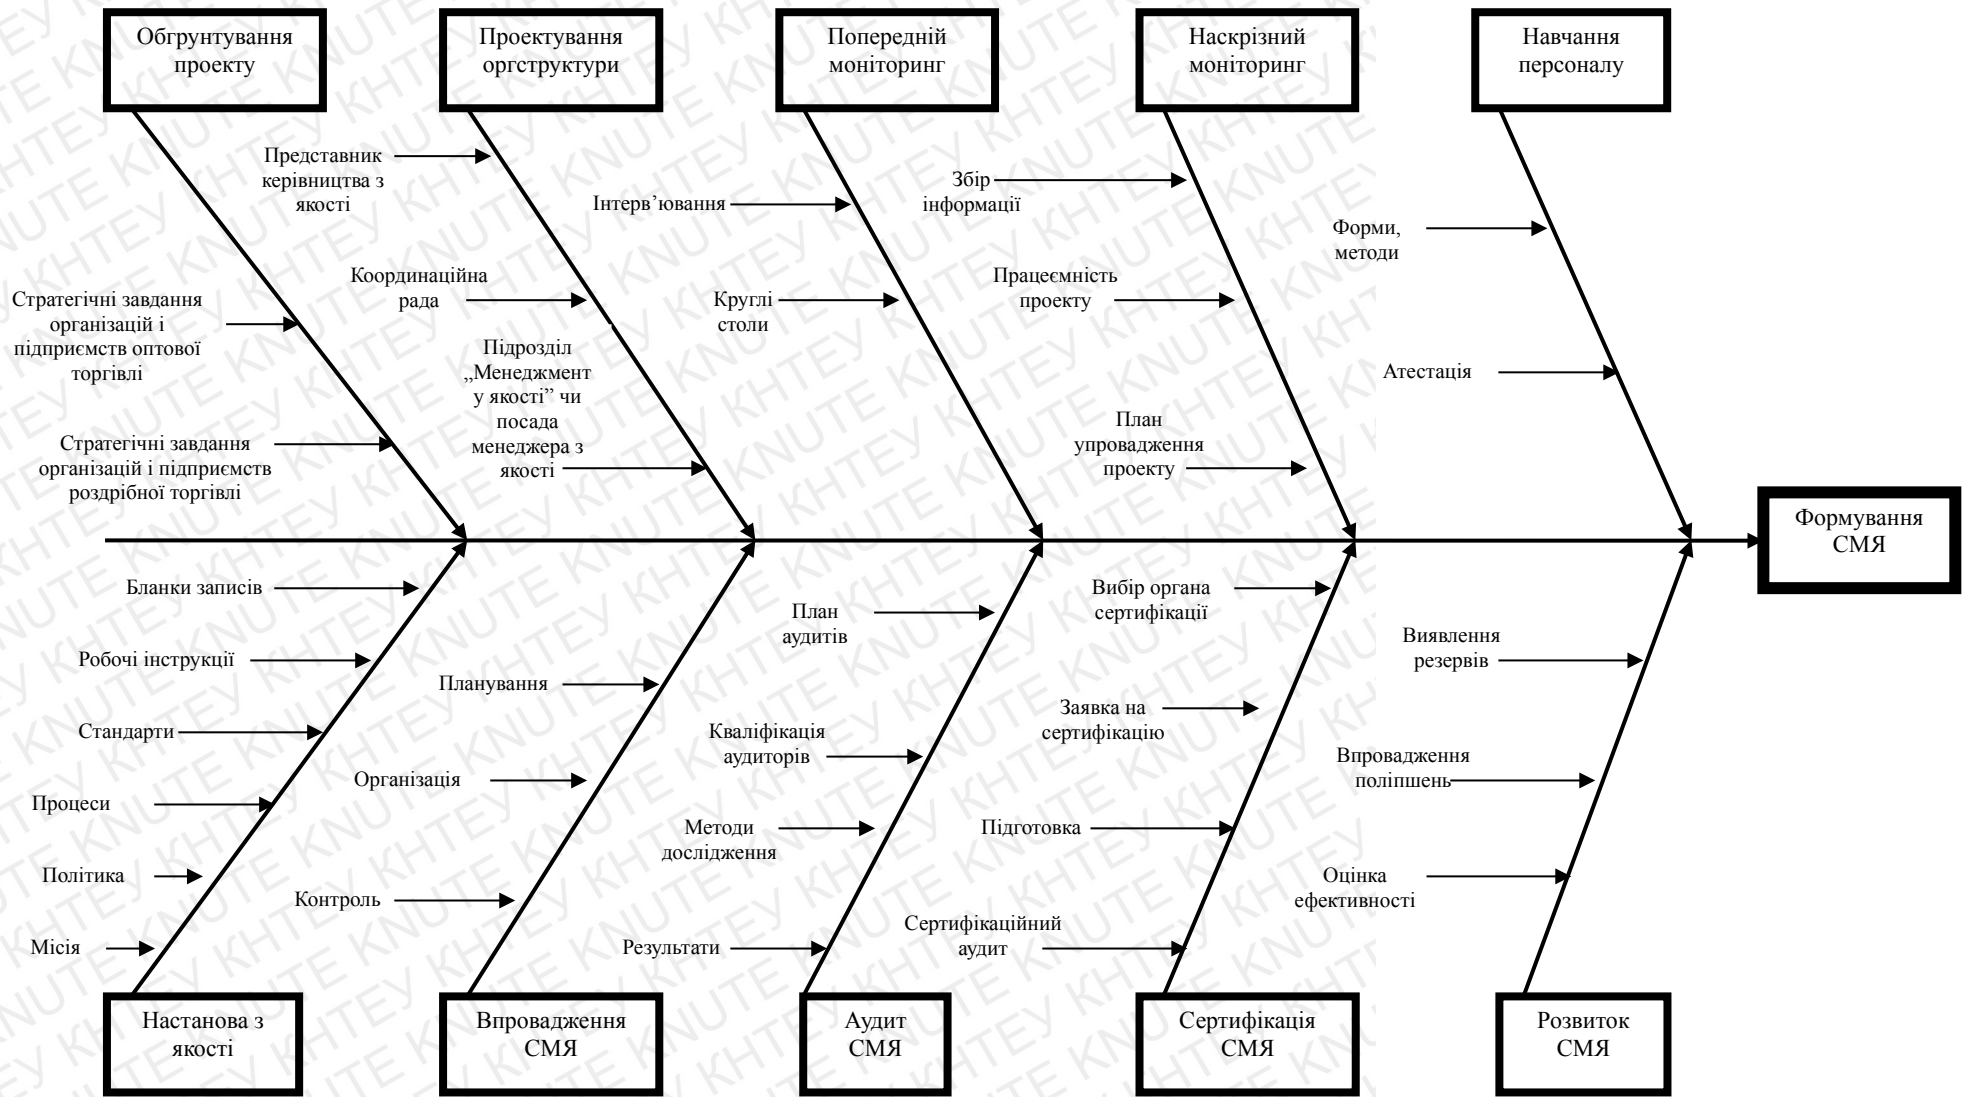 Обгрунтування
проекту
Проектування
оргструктури
Попередній
моніторинг
Наскрізний
моніторинг
Навчання
персоналу
Представник
керівництва з
якості
Координаційна
рада
Підрозділ
„Менеджмент
у якості” чи
посада
менеджера з
якості
Інтерв’ювання
Круглі
столи
Збір
інформації
Працеємність
проекту
План
упровадження
проекту
Форми,
методи
Атестація
Стратегічні завдання
організацій і
підприємств оптової
торгівлі
Стратегічні завдання
організацій і підприємств
роздрібної торгівлі
Формування
СМЯ
Бланки записів
Робочі інструкції
Стандарти
Процеси
Політика
Місія
Планування
Організація
Контроль
План
аудитів
Кваліфікація
аудиторів
Методи
дослідження
Результати
Вибір органа
сертифікації
Заявка на
сертифікацію
Підготовка
Сертифікаційний
аудит
Виявлення
резервів
Впровадження
поліпшень
Оцінка
ефективності
Настанова з
якості
Впровадження
СМЯ
Аудит
СМЯ
Сертифікація
СМЯ
Розвиток
СМЯ